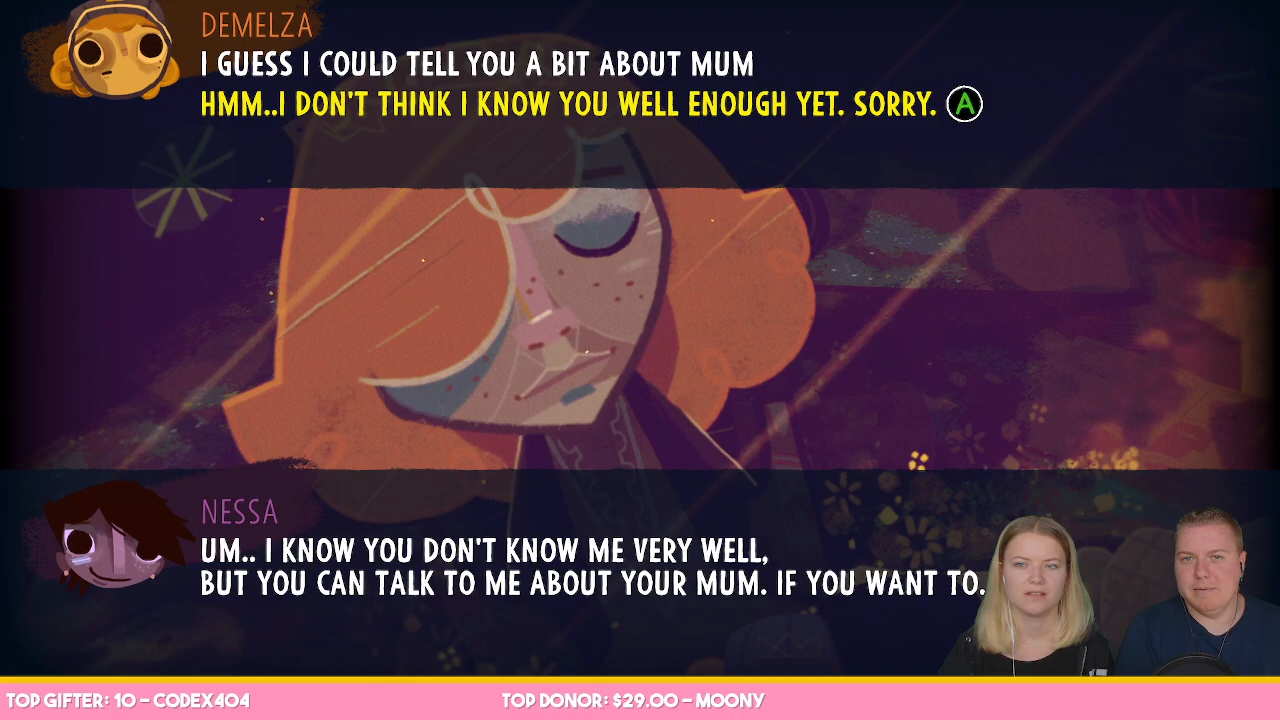 DEMELZA
I GUESS I COULD TELL YOU A BIT ABOUT MUM
HMM..I DON'T THINK I KNOW YOU WELL ENOUGH YET. SORRY. A
NESSA
UM.. I KNOW YOU DON'T KNOW ME VERY WELL,
BUT YOU CAN TALK TO ME ABOUT YOUR MUM. IF YOU WANT TO.
TOP GIFTER: 10 - CODEX404
TOP DONOR: $29.00 - MOONY